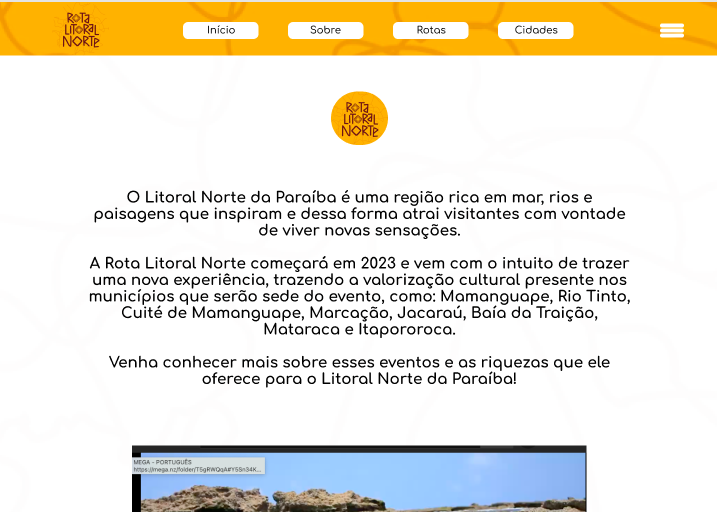 ROTA
LITORAL
NORTE
Início
Sobre
Rotas
Cidades
ROTA
LITORAL
NORTE
O Litoral Norte da Paraíba é uma região rica em mar, rios e
paisagens que inspiram e dessa forma atrai visitantes com vontade
de viver novas sensações.
A Rota Litoral Norte começará em 2023 e vem com o intuito de trazer
uma nova experiência, trazendo a valorização cultural presente nos
municípios que serão sede do evento, como: Mamanguape, Rio Tinto,
Cuité de Mamanguape, Marcação, Jacaraú, Baía da Traição,
Mataraca e Itapororoca.
Venha conhecer mais sobre esses eventos e as riquezas que ele
oferece para o Litoral Norte da Paraíba!
MEGA - PORTUGUÊS
https://mega.nz/folder/T5gRWQqA#Y5Sn34K...